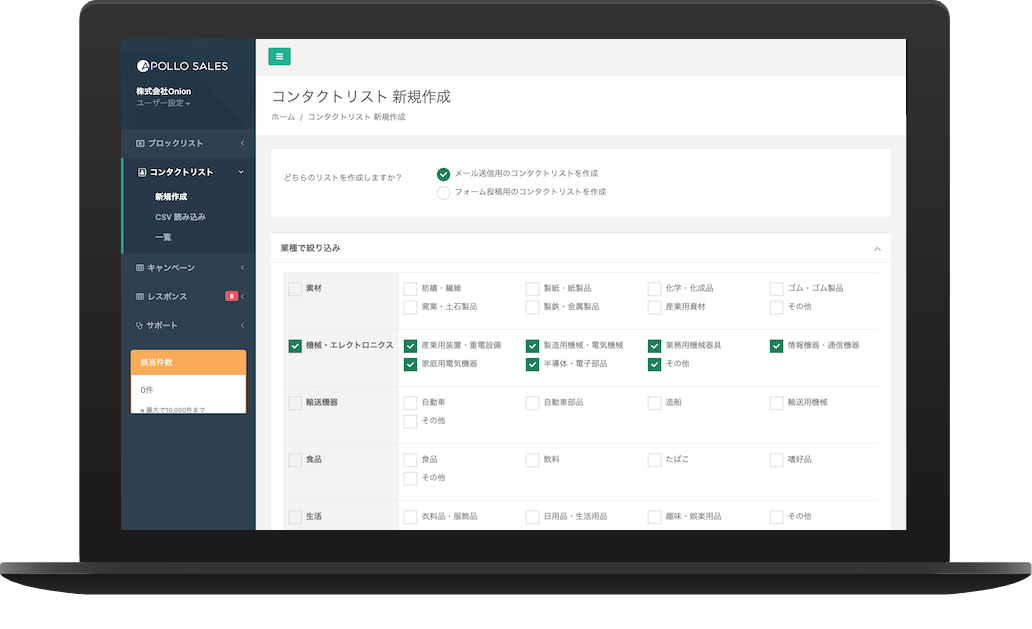 APOLLO SALES
株式会社Onion
ユーザー設定
ブロックリスト
コンタクトリスト
新規作成
CSV 読み込み
一覧
キャンペーン
レスポンス 8
サポート
該当件数
0件
※ 最大で10,000件まで
コンタクトリスト 新規作成
ホーム / コンタクトリスト 新規作成
どちらのリストを作成しますか？
メール送信用のコンタクトリストを作成
フォーム投稿用のコンタクトリストを作成
業種で絞り込み
素材 紡績・繊維 製紙・紙製品 化学・化成品 ゴム・ゴム製品
窯業・土石製品 製鉄・金属製品 産業用資材 その他
機械・エレクトロニクス 産業用装置・重電設備 製造用機械・電気機械 業務用機械器具 情報機器・通信機器
家庭用電気機器 半導体・電子部品 その他
輸送機器 自動車 自動車部品 造船 輸送用機械
その他
食品 食品 飲料 たばこ 嗜好品
その他
生活 衣料品・服飾品 日用品・生活用品 趣味・娯楽用品 その他